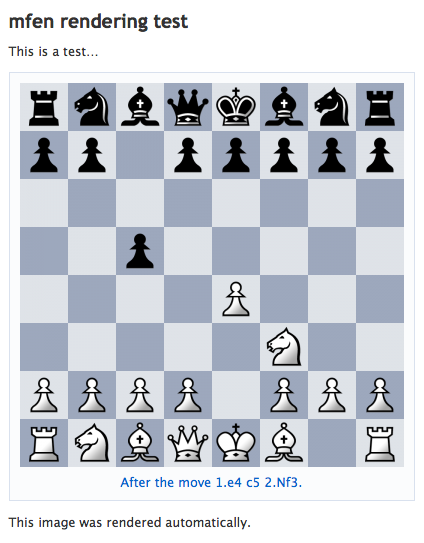 mfen rendering test
This is a test...
After the move 1.e4 c5 2.Nf3.
This image was rendered automatically.